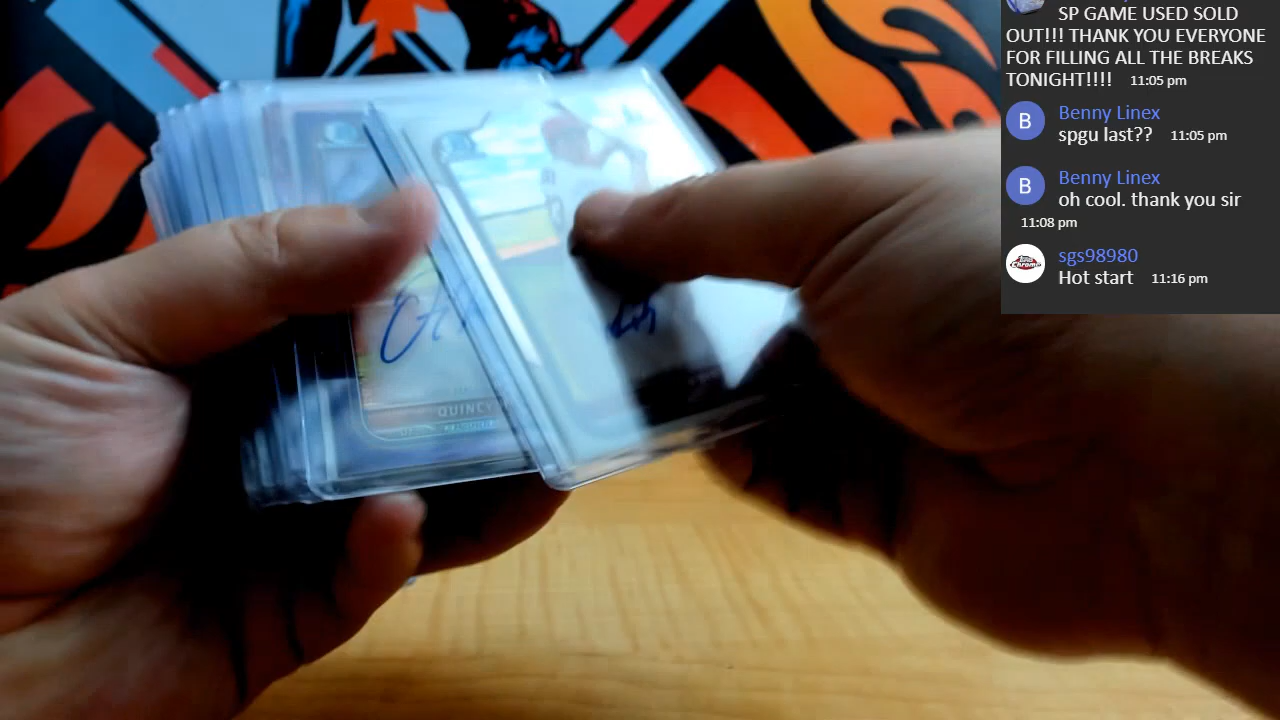 SP GAME USED SOLD
OUT!!! THANK YOU EVERYONE
FOR FILLING ALL THE BREAKS
TONIGHT!!!! 11:05 pm
Benny Linex
B
spgu last?? 11:05 pm
Benny Linex
B
oh cool. thank you sir
11:08 pm
sgs98980
Hot start 11:16 pm
QUINCY